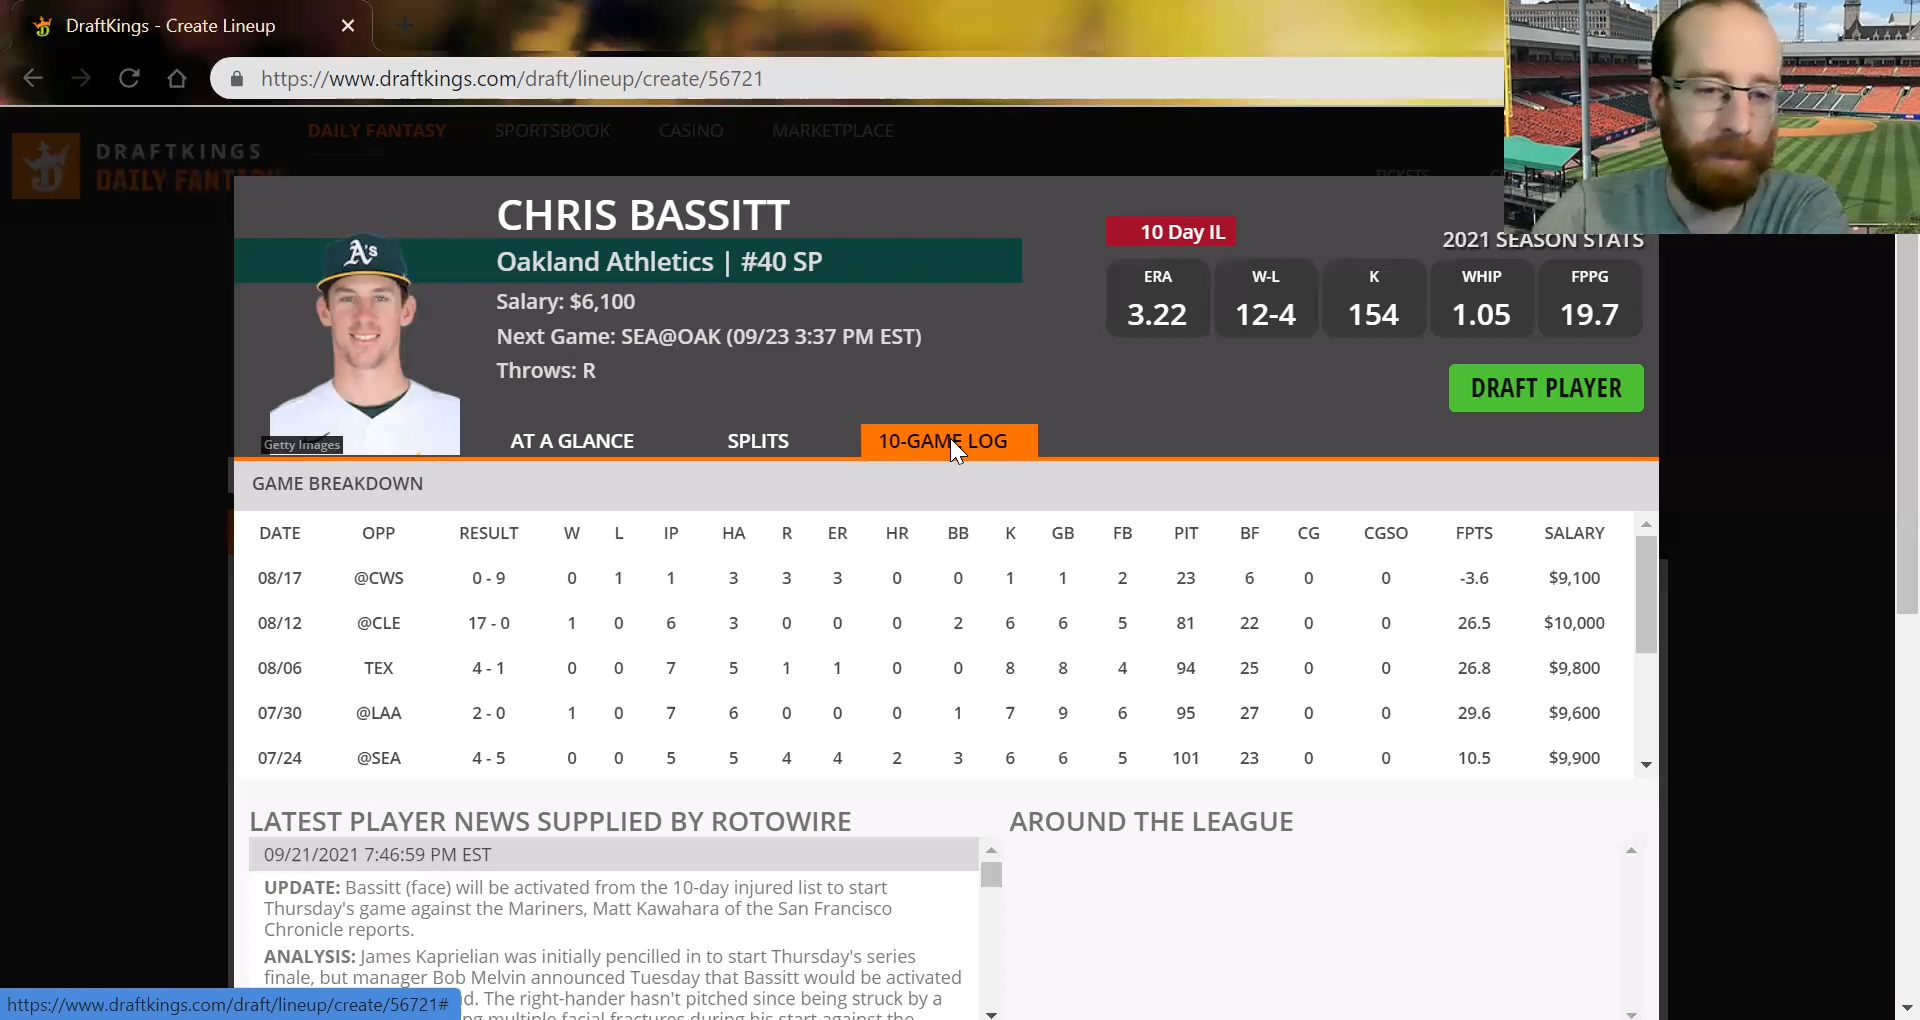 DraftKings - Create Lineup
https://www.draftkings.com/draft/lineup/create/56721
DAILY FANTASY SPORTSBOOK CASINO MARKETPLACE
DRAFTKINGS
DAILY FANTASY
TICKETS
CHRIS BASSITT
Oakland Athletics | #40 SP
Salary: $6,100
Next Game: SEA@OAK (09/23 3:37 PM EST)
Throws: R
A's
Getty Images
10 Day IL
2021 SEASON STATS
ERA W-L K WHIP FPPG
3.22 12-4 154 1.05 19.7
DRAFT PLAYER
AT A GLANCE SPLITS 10-GAME LOG
GAME BREAKDOWN
DATE OPP RESULT W L IP HA R ER HR BB K GB FB PIT BF CG CGSO FPTS SALARY
08/17 @CWS 0 - 9 0 1 1 3 3 3 0 0 1 1 2 23 6 0 0 -3.6 $9,100
08/12 @CLE 17 - 0 1 0 6 3 0 0 0 2 6 6 5 81 22 0 0 26.5 $10,000
08/06 TEX 4 - 1 0 0 7 5 1 1 0 0 8 8 4 94 25 0 0 26.8 $9,800
07/30 @LAA 2 - 0 1 0 7 6 0 0 0 1 7 9 6 95 27 0 0 29.6 $9,600
07/24 @SEA 4 - 5 0 0 5 5 4 4 2 3 6 6 5 101 23 0 0 10.5 $9,900
LATEST PLAYER NEWS SUPPLIED BY ROTOWIRE
09/21/2021 7:46:59 PM EST
UPDATE: Bassitt (face) will be activated from the 10-day injured list to start
Thursday's game against the Mariners, Matt Kawahara of the San Francisco
Chronicle reports.
ANALYSIS: James Kaprielian was initially pencilled in to start Thursday's series
finale, but manager Bob Melvin announced Tuesday that Bassitt would be activated
d. The right-hander hasn't pitched since being struck by a
ng multiple facial fractures during his start against the
AROUND THE LEAGUE
https://www.draftkings.com/draft/lineup/create/56721#